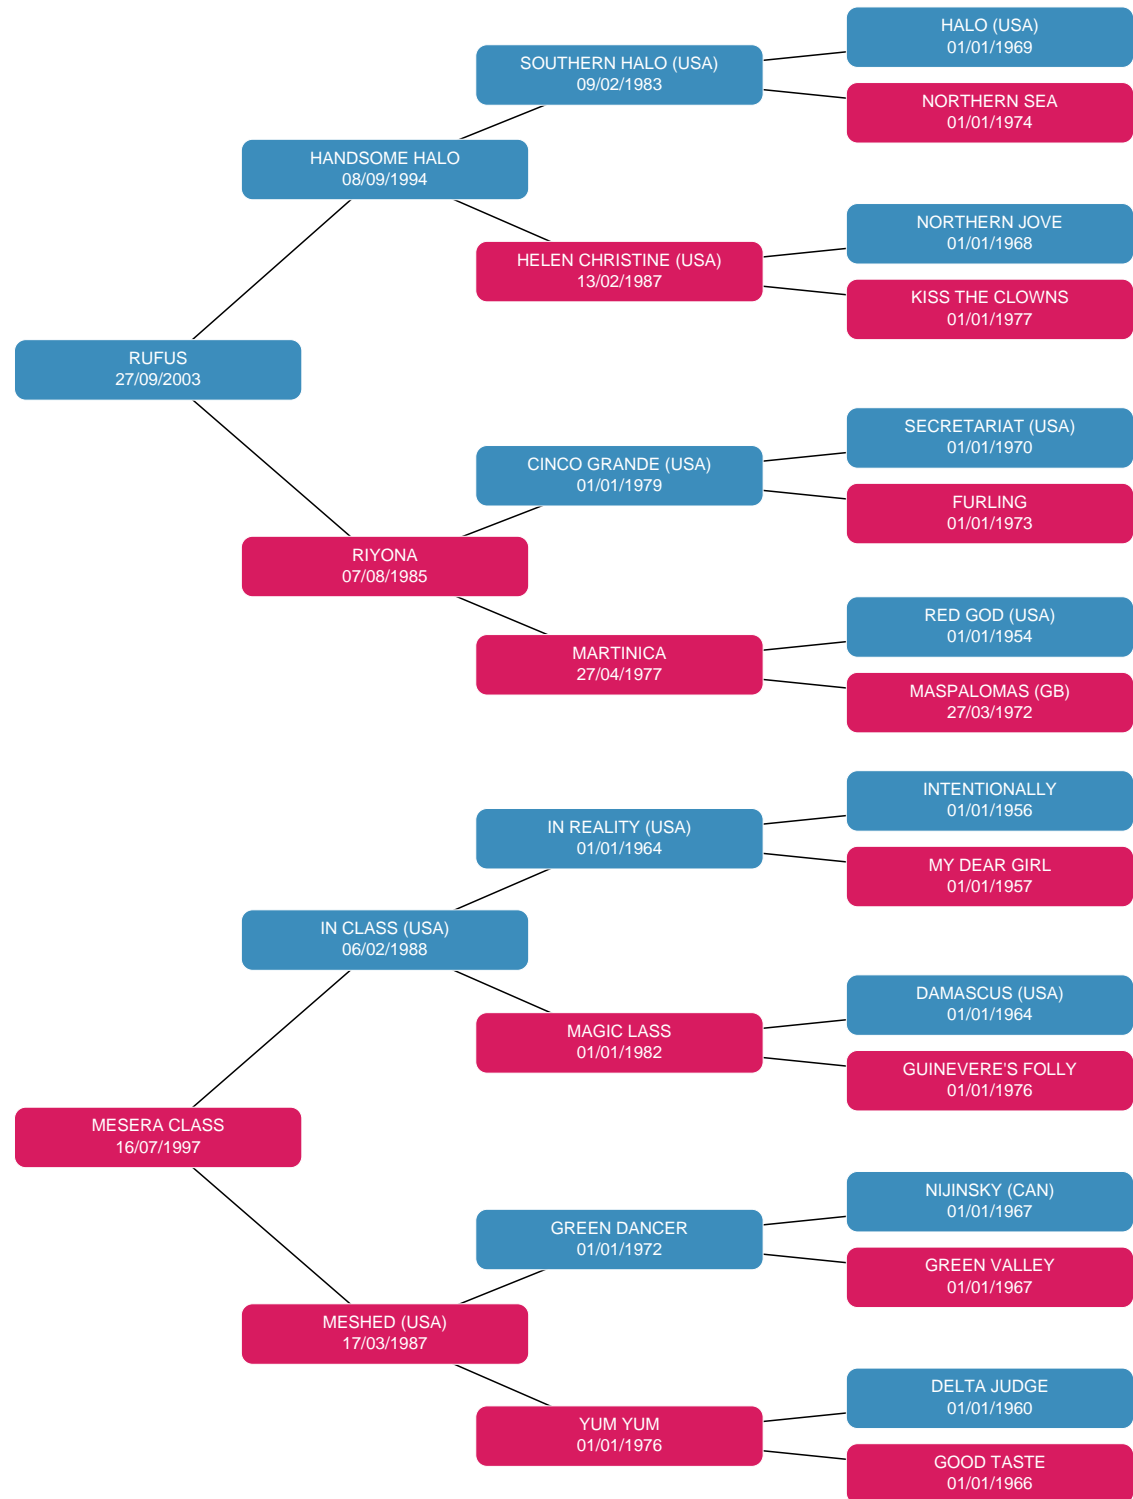 HALO (USA)
01/01/1969
SOUTHERN HALO (USA)
09/02/1983
NORTHERN SEA
01/01/1974
HANDSOME HALO
08/09/1994
NORTHERN JOVE
01/01/1968
HELEN CHRISTINE (USA)
13/02/1987
KISS THE CLOWNS
01/01/1977
RUFUS
27/09/2003
SECRETARIAT (USA)
01/01/1970
CINCO GRANDE (USA)
01/01/1979
FURLING
01/01/1973
RIYONA
07/08/1985
RED GOD (USA)
01/01/1954
MARTINICA
27/04/1977
MASPALOMAS (GB)
27/03/1972
INTENTIONALLY
01/01/1956
IN REALITY (USA)
01/01/1964
MY DEAR GIRL
01/01/1957
IN CLASS (USA)
06/02/1988
DAMASCUS (USA)
01/01/1964
MAGIC LASS
01/01/1982
GUINEVERE'S FOLLY
01/01/1976
MESERA CLASS
16/07/1997
NIJINSKY (CAN)
01/01/1967
GREEN DANCER
01/01/1972
GREEN VALLEY
01/01/1967
MESHED (USA)
17/03/1987
DELTA JUDGE
01/01/1960
YUM YUM
01/01/1976
GOOD TASTE
01/01/1966